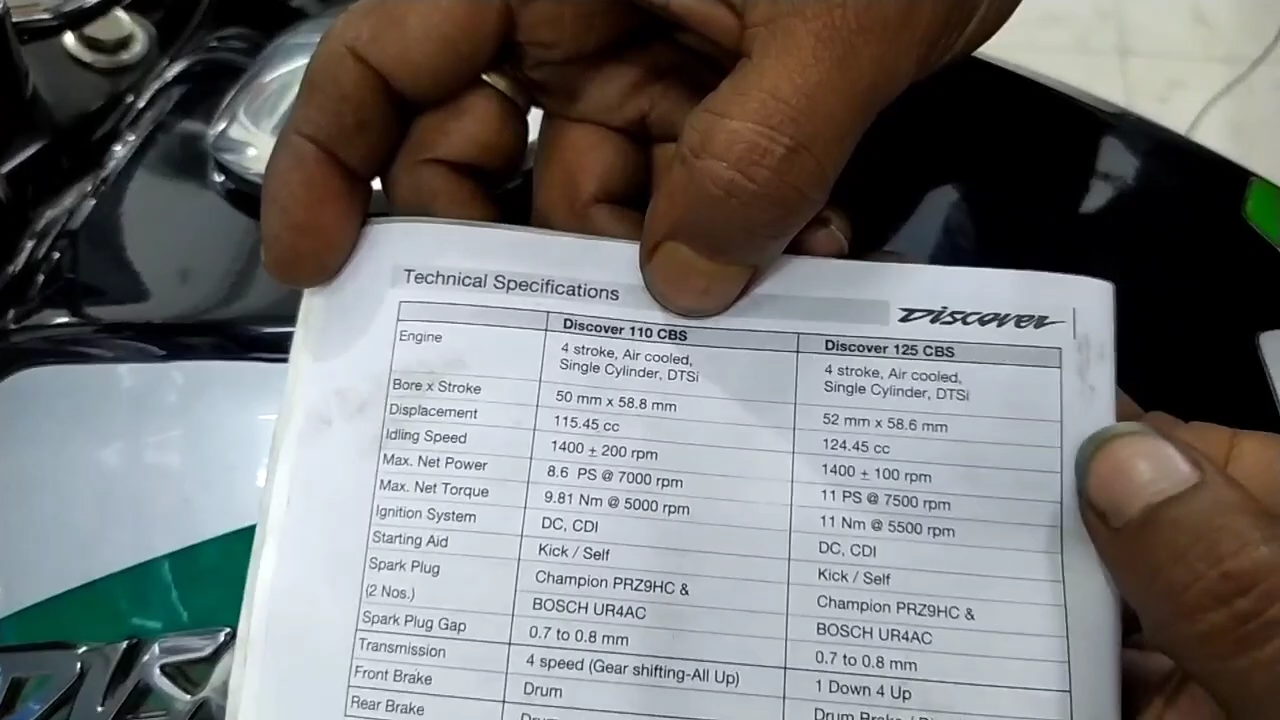 Technical Specifications
Discover
Discover 110 CBS Discover 125 CBS
Engine 4 stroke, Air cooled, 4 stroke, Air cooled,
Single Cylinder, DTSi Single Cylinder, DTSi
Bore x Stroke 50 mm x 58.8 mm 52 mm x 58.6 mm
Displacement 115.45 cc 124.45 cc
Idling Speed 1400 ± 200 rpm 1400 ± 100 rpm
Max. Net Power 8.6 PS @ 7000 rpm 11 PS @ 7500 rpm
Max. Net Torque 9.81 Nm @ 5000 rpm 11 Nm @ 5500 rpm
Ignition System DC, CDI DC, CDI
Starting Aid Kick / Self Kick / Self
Spark Plug Champion PRZ9HC & Champion PRZ9HC &
(2 Nos.) BOSCH UR4AC BOSCH UR4AC
Spark Plug Gap 0.7 to 0.8 mm 0.7 to 0.8 mm
Transmission 4 speed (Gear shifting-All Up) 1 Down 4 Up
Front Brake Drum Drum Brake /
Rear Brake